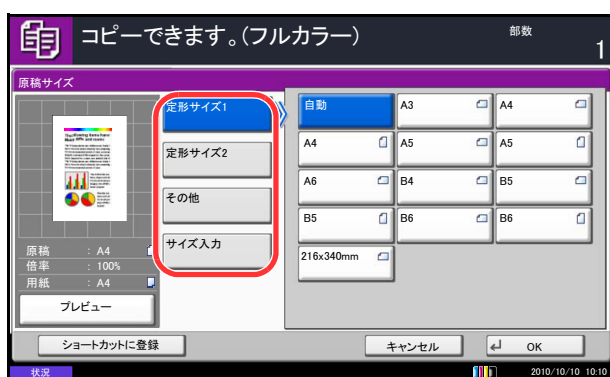 コピーできます。(フルカラー)
部数
1
原稿サイズ
定形サイズ1
定形サイズ2
その他
サイズ入力
自動
A3
A4
A4
A5
A5
A6
B4
B5
B5
B6
B6
216x340mm
原稿 : A4
倍率 : 100%
用紙 : A4
プレビュー
ショートカットに登録
キャンセル
OK
状況
2010/10/10 10:10